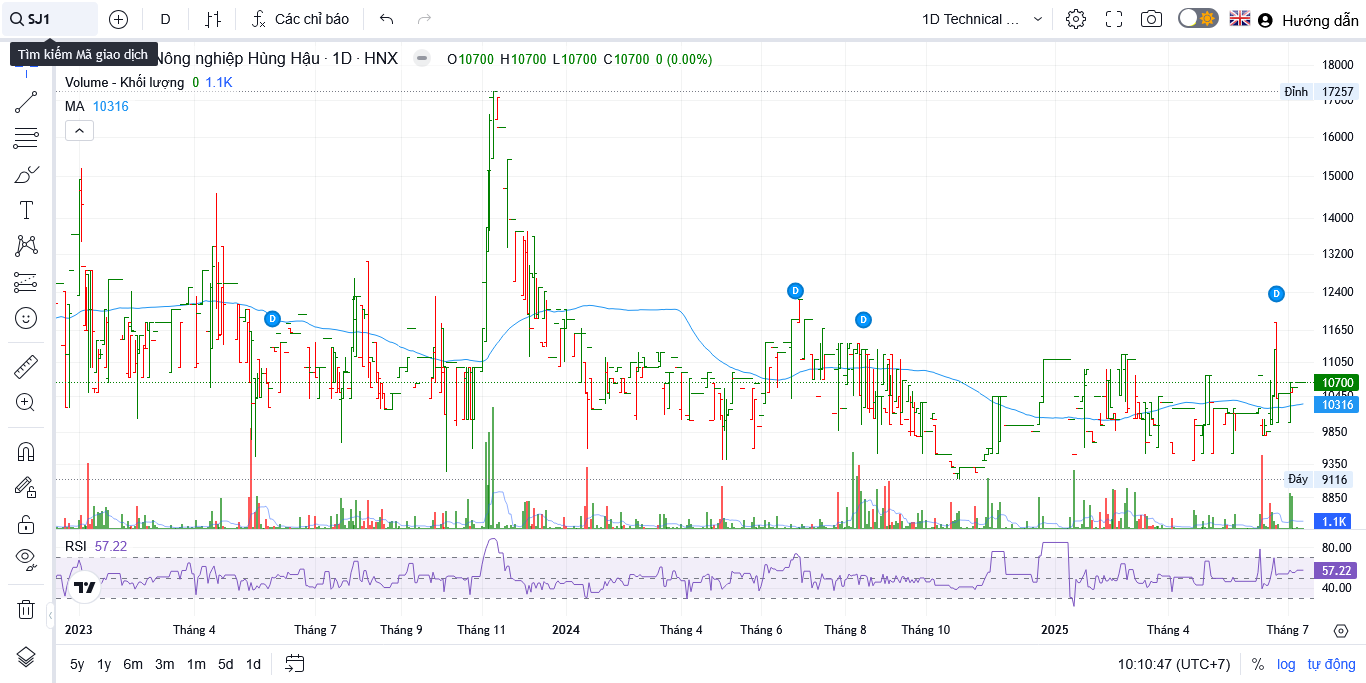 SJ1 D Các chỉ báo 1D Technical ... Hướng dẫn
Tìm kiếm Mã giao dịch
Nông nghiệp Hùng Hậu · 1D · HNX O10700 H10700 L10700 C10700 0 (0.00%)
Volume - Khối lượng 0 1.1K
MA 10316
18000
Đỉnh 17257
17000
16000
15000
14000
13200
12400
11650
11050
10700
10450
10316
9850
9350
Đáy 9116
8850
1.1K
D
D
D
D
RSI 57.22
80.00
57.22
40.00
2023 Tháng 4 Tháng 7 Tháng 9 Tháng 11 2024 Tháng 4 Tháng 6 Tháng 8 Tháng 10 2025 Tháng 4 Tháng 7
5y 1y 6m 3m 1m 5d 1d 10:10:47 (UTC+7) % log tự động